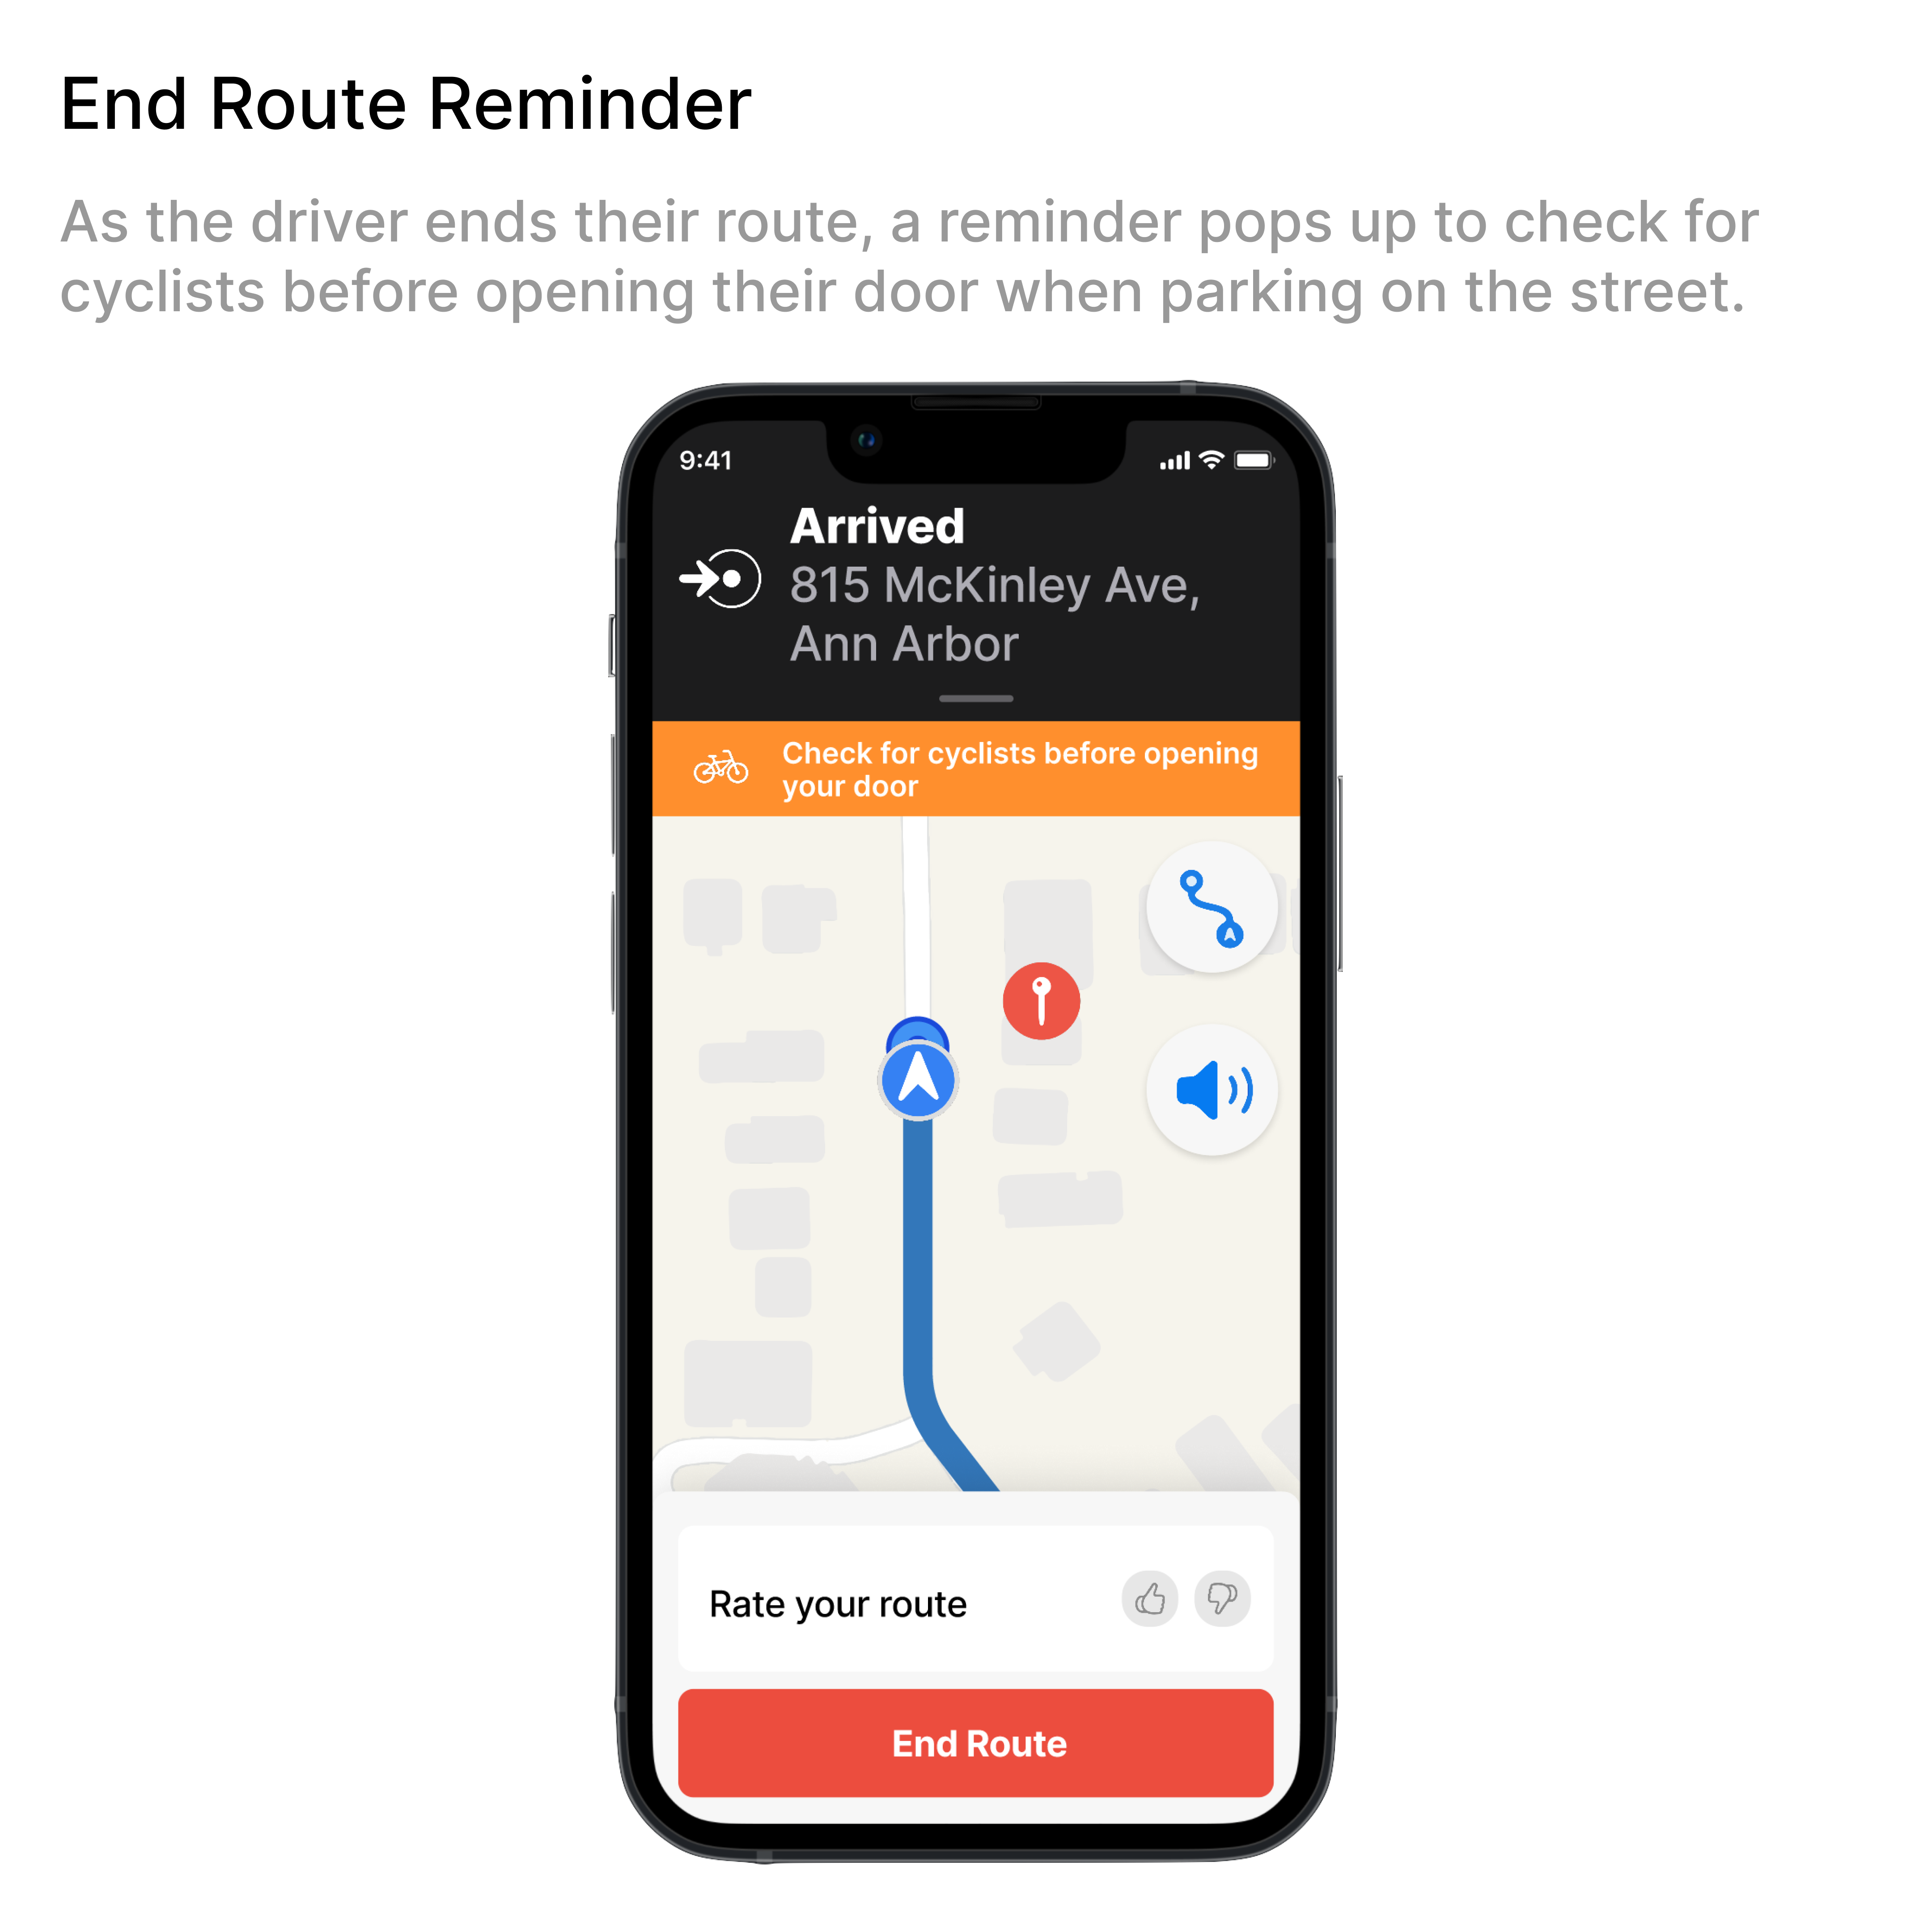 End Route Reminder
As the driver ends their route, a reminder pops up to check for
cyclists before opening their door when parking on the street.
9:41
Arrived
815 McKinley Ave,
Ann Arbor
Check for cyclists before opening
your door
Rate your route
End Route